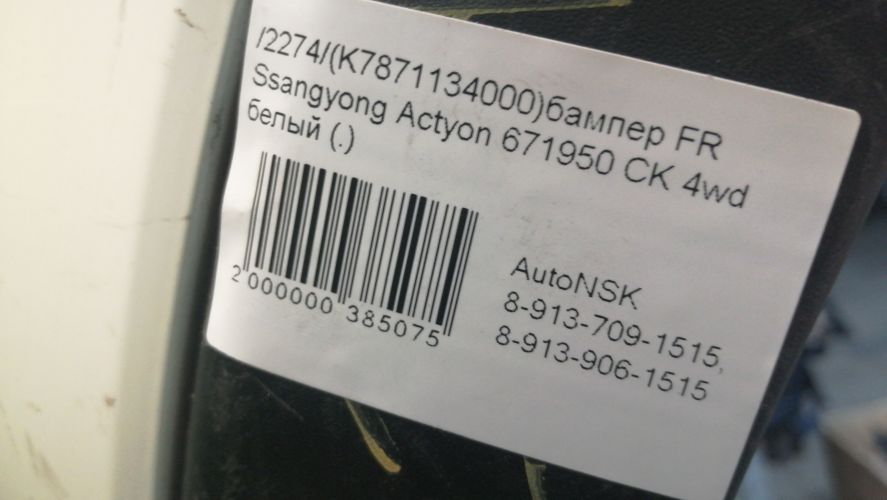 /2274/(K7871134000)бампер FR
Ssangyong Actyon 671950 СК 4wd
белый (.)
2 000000 385075
AutoNSK
8-913-709-1515,
8-913-906-1515